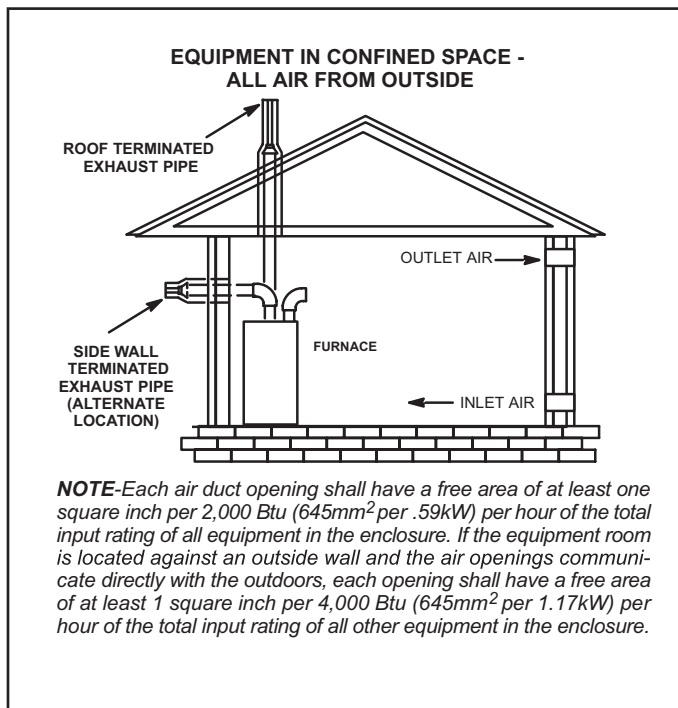 EQUIPMENT IN CONFINED SPACE -
ALL AIR FROM OUTSIDE
ROOF TERMINATED
EXHAUST PIPE
OUTLET AIR
SIDE WALL
TERMINATED
EXHAUST PIPE
(ALTERNATE
LOCATION)
FURNACE
INLET AIR
NOTE-Each air duct opening shall have a free area of at least one
square inch per 2,000 Btu (645mm² per .59kW) per hour of the total
input rating of all equipment in the enclosure. If the equipment room
is located against an outside wall and the air openings communi-
cate directly with the outdoors, each opening shall have a free area
of at least 1 square inch per 4,000 Btu (645mm² per 1.17kW) per
hour of the total input rating of all other equipment in the enclosure.